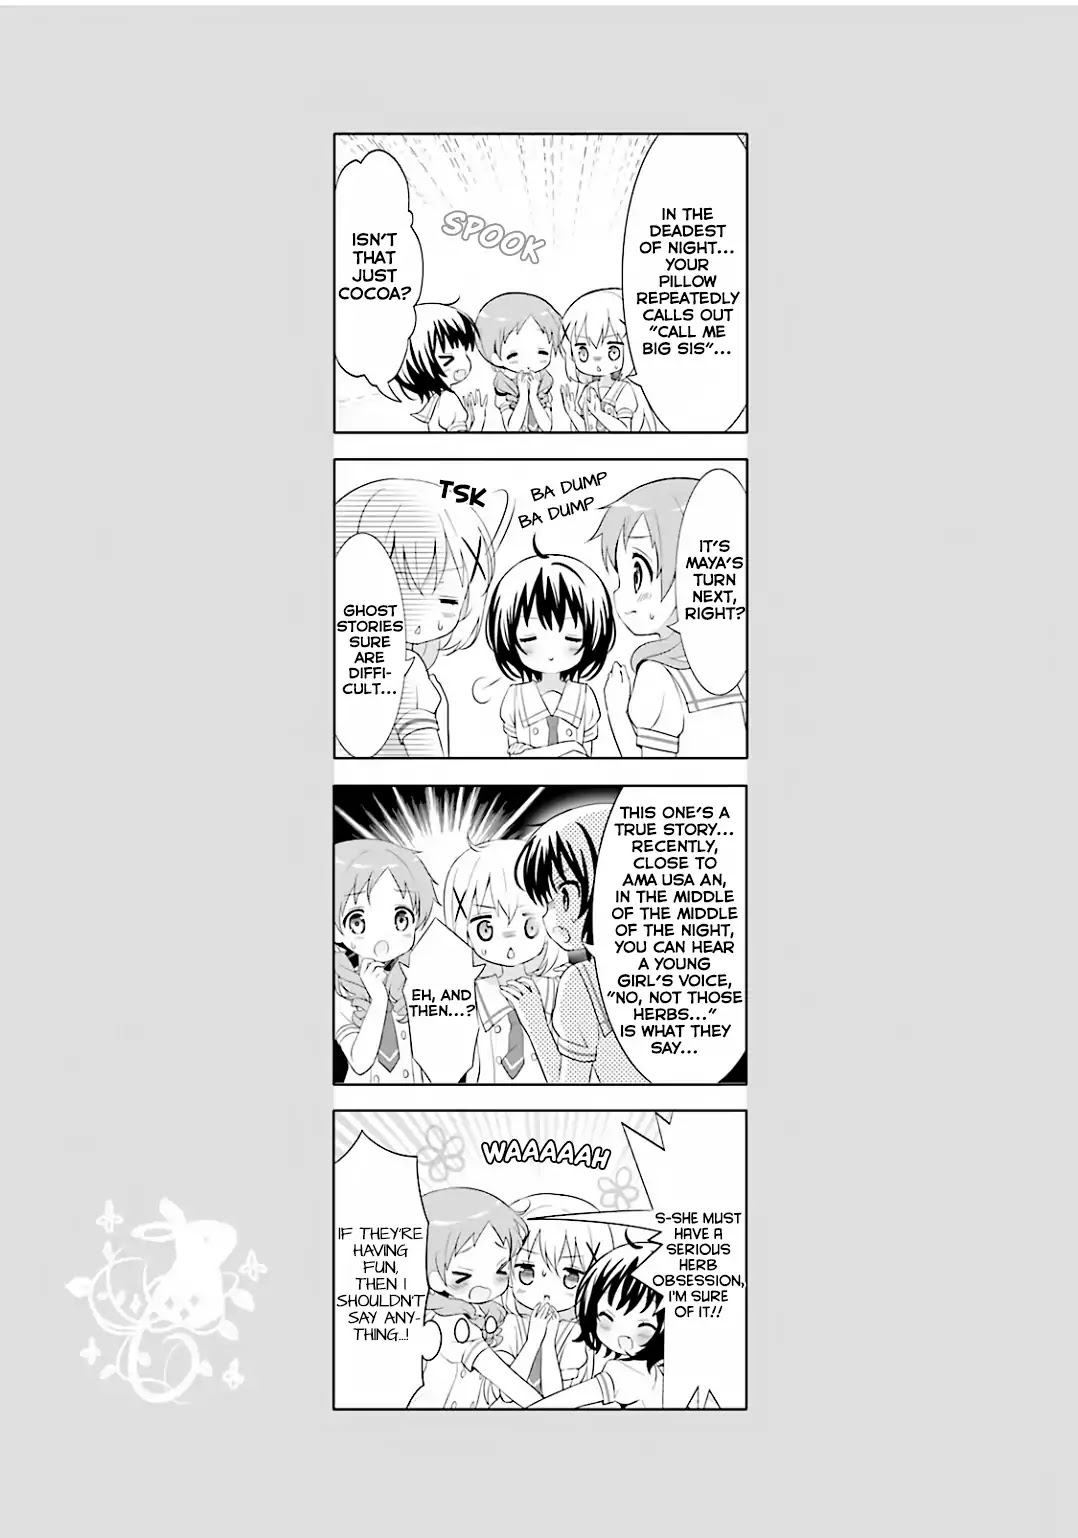 IN THE
DEADEST
OF NIGHT...
YOUR
PILLOW
REPEATEDLY
CALLS OUT
"CALL ME
BIG SIS"...
SPOOK
ISN'T
THAT
JUST
COCOA?
IT'S
MAYA'S
TURN
NEXT,
RIGHT?
BA DUMP
BA DUMP
TSK
GHOST
STORIES
SURE
ARE
DIFFI-
CULT...
THIS ONE'S A
TRUE STORY...
RECENTLY,
CLOSE TO
AMA USA AN,
IN THE MIDDLE
OF THE MIDDLE
OF THE NIGHT,
YOU CAN HEAR
A YOUNG
GIRL'S VOICE,
"NO, NOT THOSE
HERBS..."
IS WHAT THEY
SAY...
EH, AND
THEN...?
S-SHE MUST
HAVE A
SERIOUS
HERB
OBSESSION,
I'M SURE
OF IT!!
WAAAAAH
IF THEY'RE
HAVING
FUN,
THEN I
SHOULDN'T
SAY ANY-
THING...!